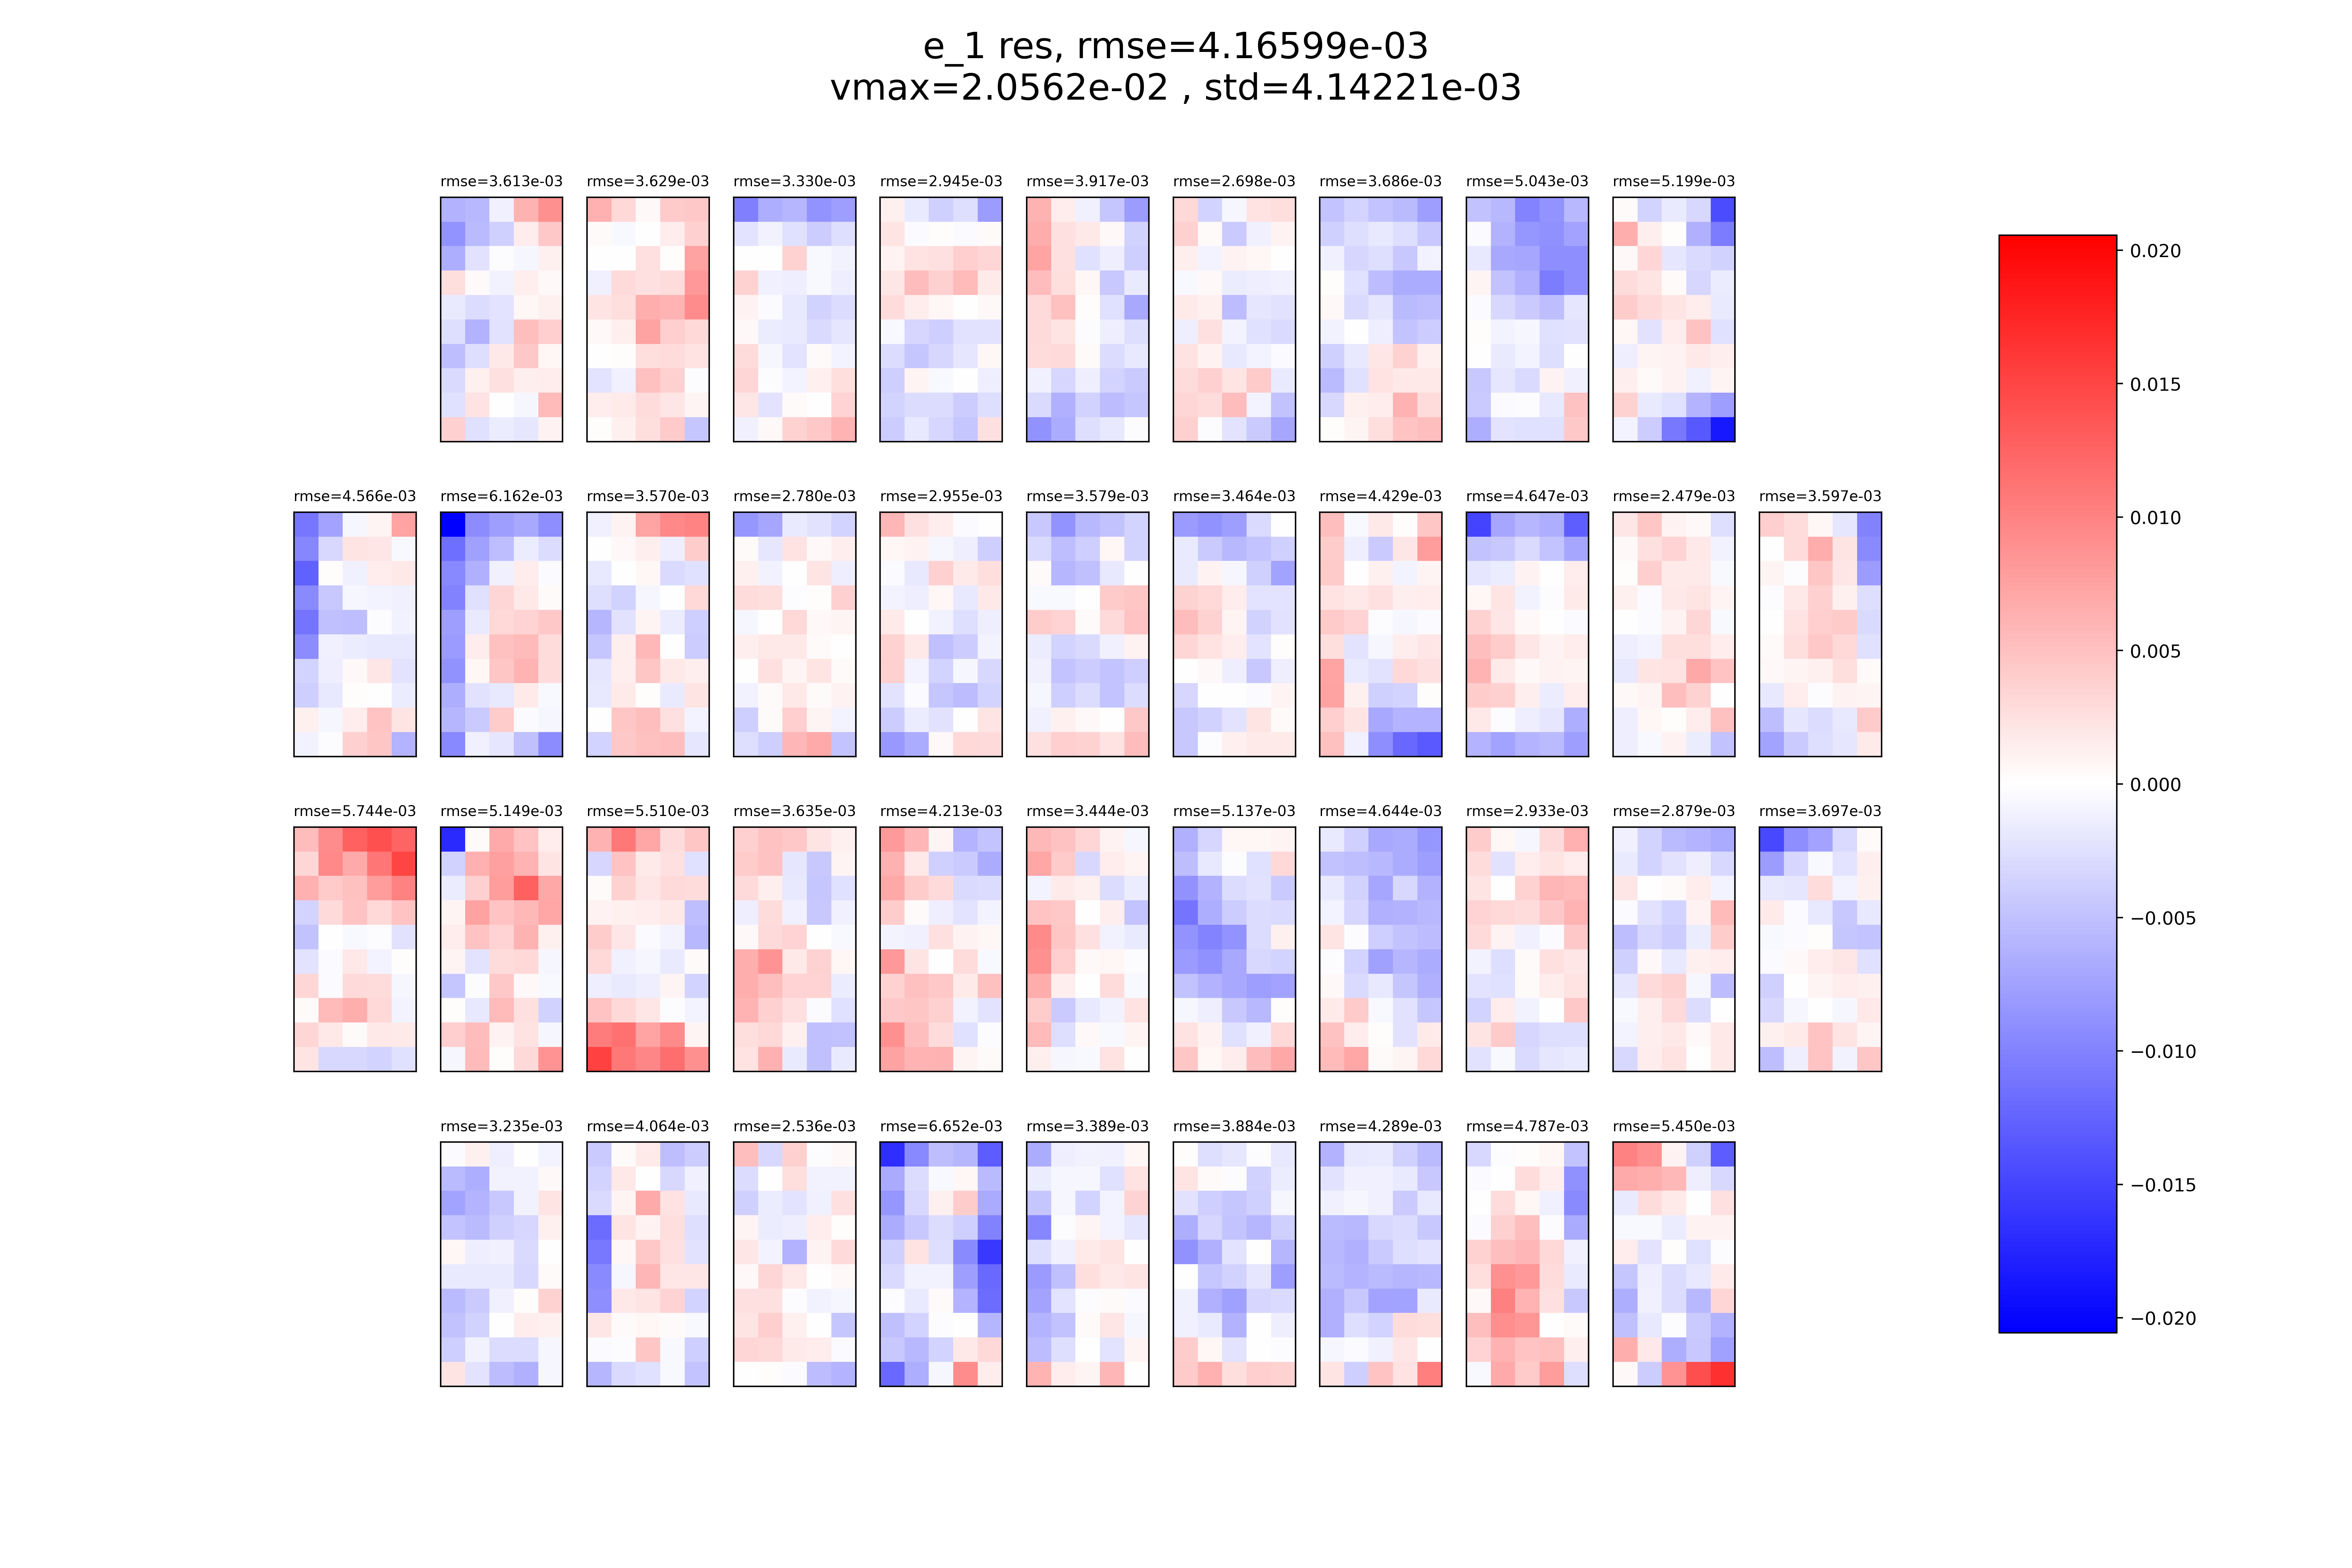 e_1 res, rmse=4.16599e-03
vmax=2.0562e-02 , std=4.14221e-03
rmse=3.613e-03 rmse=3.629e-03 rmse=3.330e-03 rmse=2.945e-03 rmse=3.917e-03 rmse=2.698e-03 rmse=3.686e-03 rmse=5.043e-03 rmse=5.199e-03
rmse=4.566e-03 rmse=6.162e-03 rmse=3.570e-03 rmse=2.780e-03 rmse=2.955e-03 rmse=3.579e-03 rmse=3.464e-03 rmse=4.429e-03 rmse=4.647e-03 rmse=2.479e-03 rmse=3.597e-03
rmse=5.744e-03 rmse=5.149e-03 rmse=5.510e-03 rmse=3.635e-03 rmse=4.213e-03 rmse=3.444e-03 rmse=5.137e-03 rmse=4.644e-03 rmse=2.933e-03 rmse=2.879e-03 rmse=3.697e-03
rmse=3.235e-03 rmse=4.064e-03 rmse=2.536e-03 rmse=6.652e-03 rmse=3.389e-03 rmse=3.884e-03 rmse=4.289e-03 rmse=4.787e-03 rmse=5.450e-03
0.020
0.015
0.010
0.005
0.000
−0.005
−0.010
−0.015
−0.020